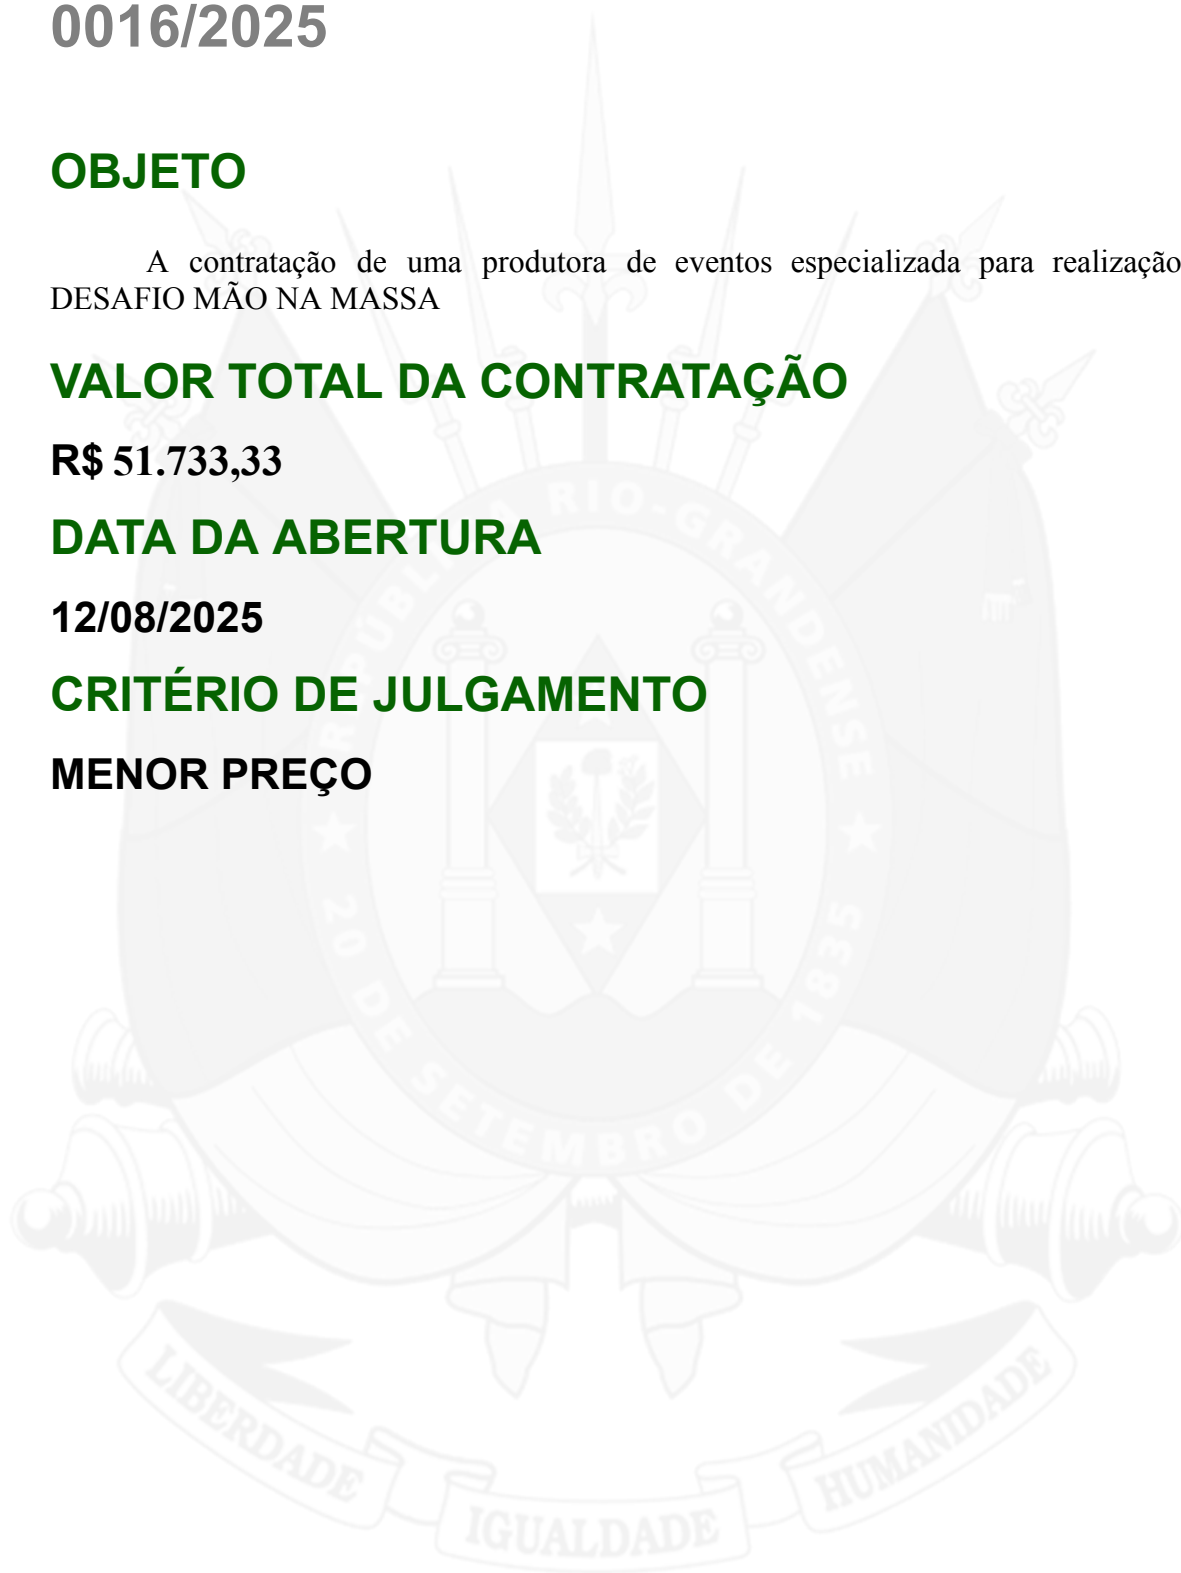 0016/2025
OBJETO
A contratação de uma produtora de eventos especializada para realização
DESAFIO MÃO NA MASSA
VALOR TOTAL DA CONTRATAÇÃO
R$ 51.733,33
DATA DA ABERTURA
12/08/2025
CRITÉRIO DE JULGAMENTO
MENOR PREÇO
REPÚBLICA RIO-GRANDENSE
20 DE SETEMBRO DE 1835
LIBERDADE
IGUALDADE
HUMANIDADE